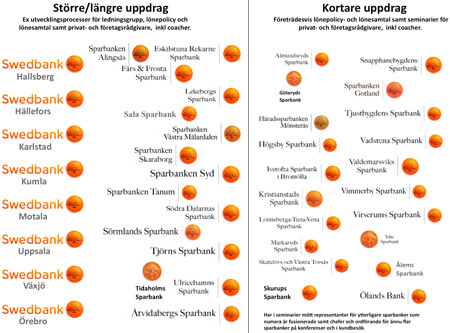 Större/längre uppdrag
Ex utvecklingsprocesser för ledningsgrupp, lönepolicy och
lönesamtal samt privat- och företagsrådgivare, inkl coacher.
Swedbank
Hallsberg
Swedbank
Hällefors
Swedbank
Karlstad
Swedbank
Kumla
Swedbank
Motala
Swedbank
Uppsala
Swedbank
Växjö
Swedbank
Örebro
Sparbanken
Alingsås
Eskilstuna Rekarne
Sparbank
Färs & Frosta
Sparbank
Lekebergs
Sparbank
Sala Sparbank
Sparbanken
Västra Mälardalen
Sparbanken
Skaraborg
Sparbanken Syd
Sparbanken Tanum
Södra Dalarnas
Sparbank
Sörmlands Sparbank
Tjörns Sparbank
Tidaholms
Sparbank
Ulricehamns
Sparbank
Åtvidabergs Sparbank
Kortare uppdrag
Företrädesvis lönepolicy- och lönesamtal samt seminarier för
privat- och företagsrådgivare, inkl coacher.
Almundsryds
Sparbank
Snapphanebygdens
Sparbank
Göteryds
Sparbank
Sparbanken
Gotland
Häradssparbanken
Mönsterås
Tjustbygdens Sparbank
Högsby Sparbank
Vadstena Sparbank
Ivetofta Sparbank
i Bromölla
Valdemarsviks
Sparbank
Kristianstads
Sparbank
Vimmerby Sparbank
Lönneberga-Tuna-Vena
Sparbank
Virserums Sparbank
Markaryds
Sparbank
Sparbank
Skatelövs och Västra Torsås
Sparbank
Ålems
Sparbank
Skurups
Sparbank
Ölands Bank
Har i seminarier mött representanter för ytterligare sparbanker som
numera är fusionerade samt chefer och ordförande för ännu fler
sparbanker på konferenser och i kundbesök.